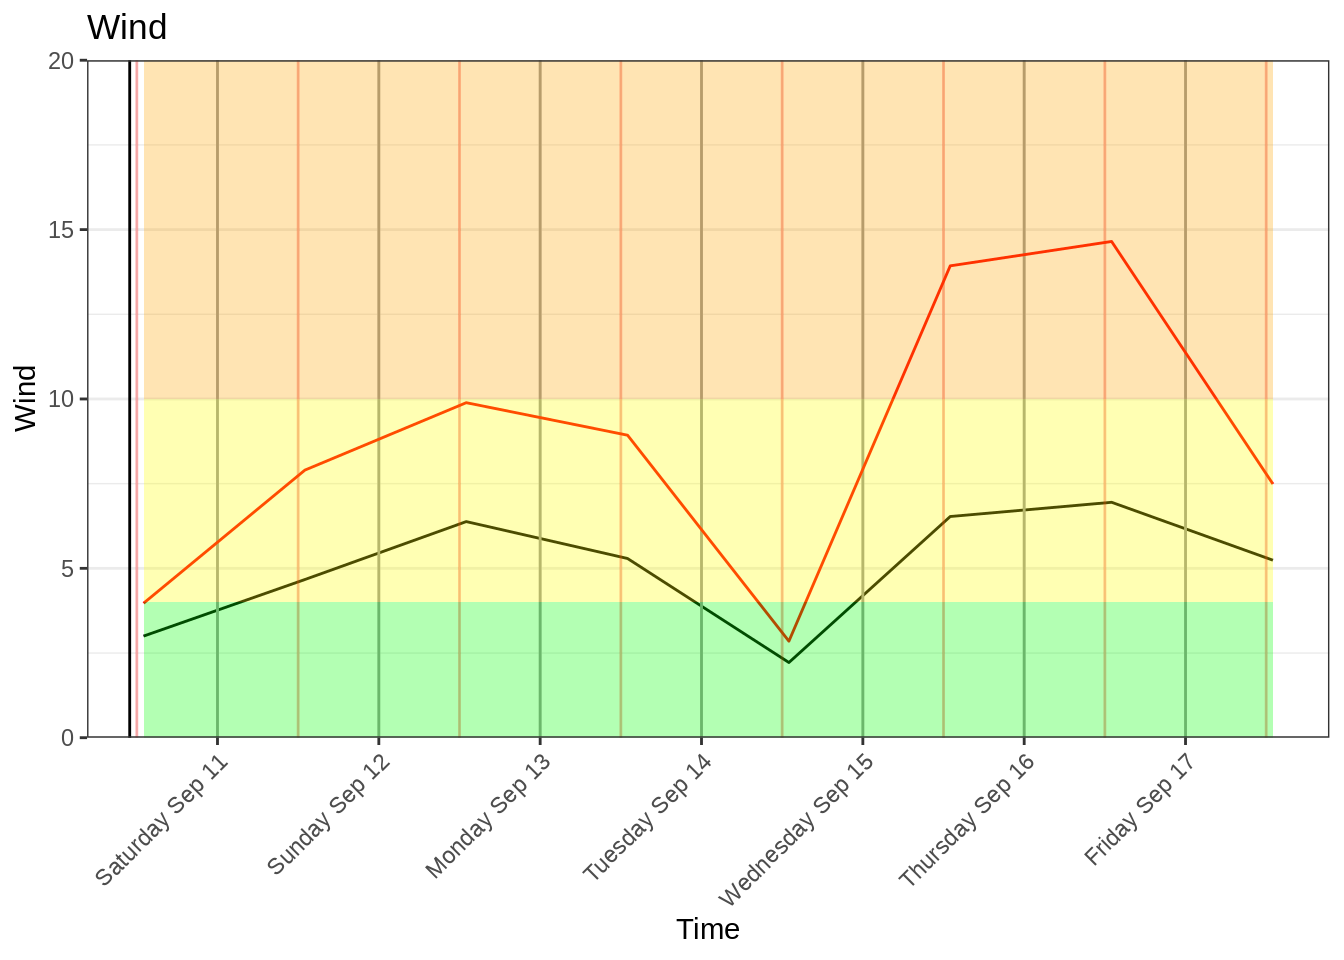 Wind
20
15
10
5
0
Wind
Saturday Sep 11
Sunday Sep 12
Monday Sep 13
Tuesday Sep 14
Wednesday Sep 15
Thursday Sep 16
Friday Sep 17
Time